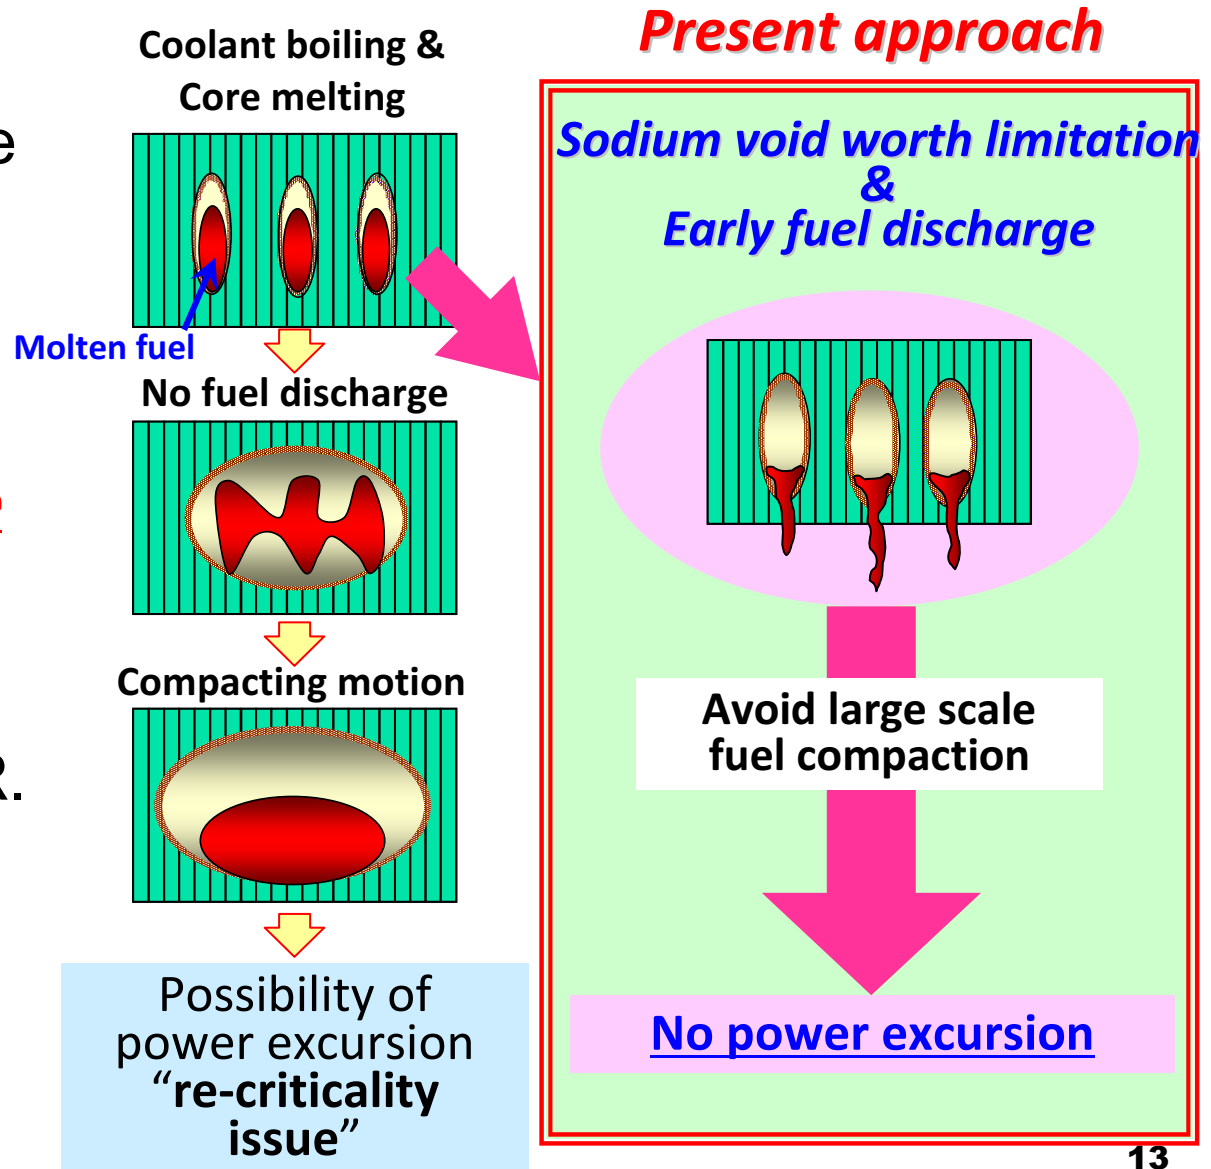 Coolant boiling &
Core melting
Molten fuel
No fuel discharge
Compacting motion
Possibility of
power excursion
“re-criticality
issue”
Present approach
Sodium void worth limitation
&
Early fuel discharge
Avoid large scale
fuel compaction
No power excursion
e
e
R.
13